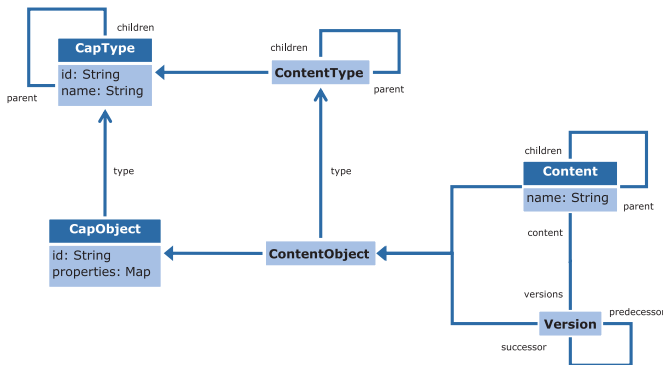 children
CapType
id: String
name: String
parent
children
ContentType
parent
type
type
children
Content
name: String
parent
content
CapObject
id: String
properties: Map
ContentObject
versions
predecessor
Version
successor